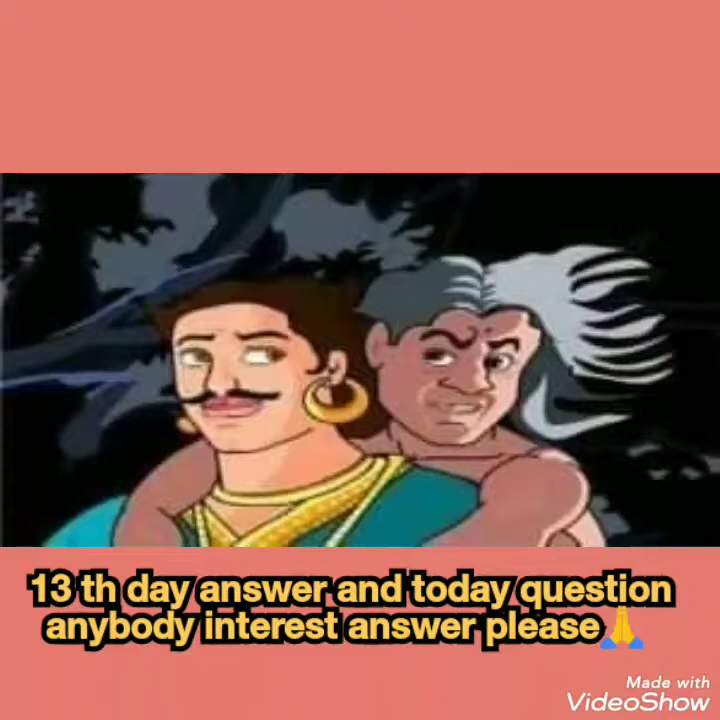 13 th day answer and today question
anybody interest answer please🙏
Made with
VideoShow